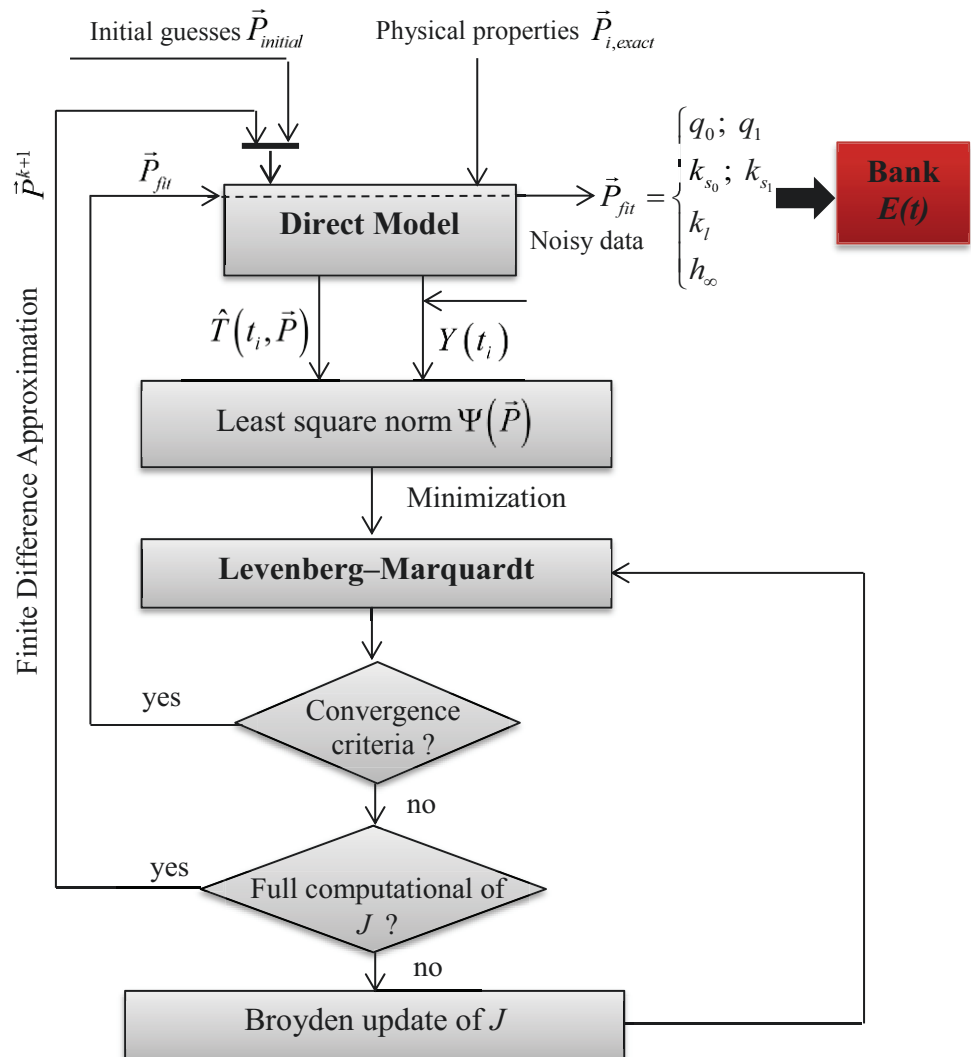 Initial guesses P⃗_initial
Physical properties P⃗_i,exact
P⃗^k+1
P⃗_fit
Direct Model
P⃗_fit = { q_0 ; q_1
k_s_0 ; k_s_1
k_l
h_∞
Noisy data
Bank
E(t)
T̂(t_i, P⃗)
Y(t_i)
Least square norm Ψ(P⃗)
Minimization
Levenberg–Marquardt
Finite Difference Approximation
yes
Convergence
criteria ?
no
yes
Full computational of
J ?
no
Broyden update of J